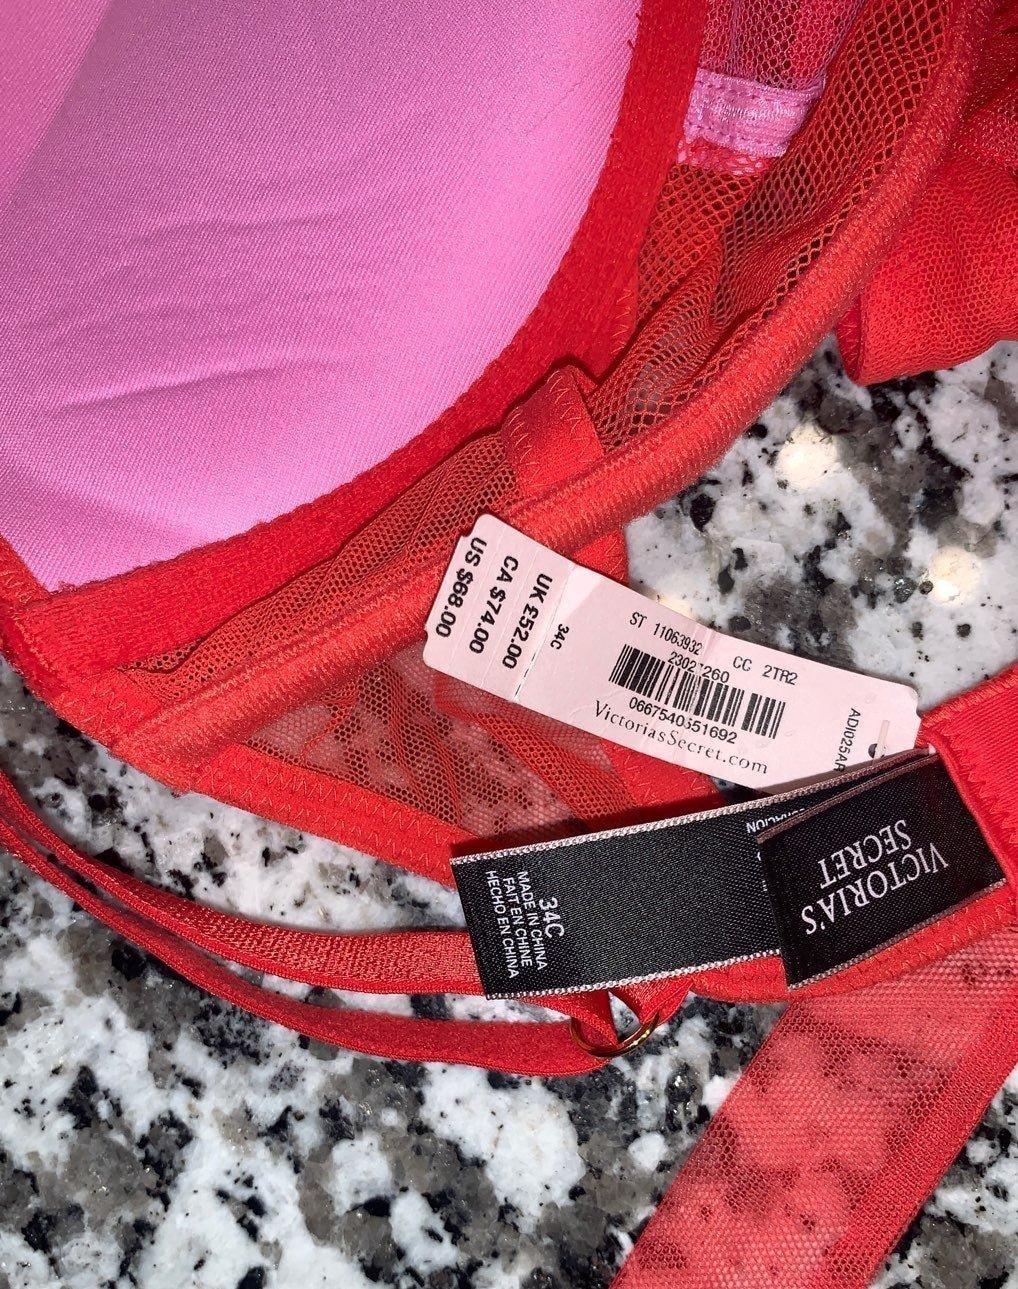 US $68.00
CA $74.00
UK £52.00
34C
ST 11063932 CC 2TR2
0667540551692
VictoriasSecret.com
34C
MADE IN CHINA
FAIT EN CHINE
HECHO EN CHINA
VICTORIA'S
SECRET